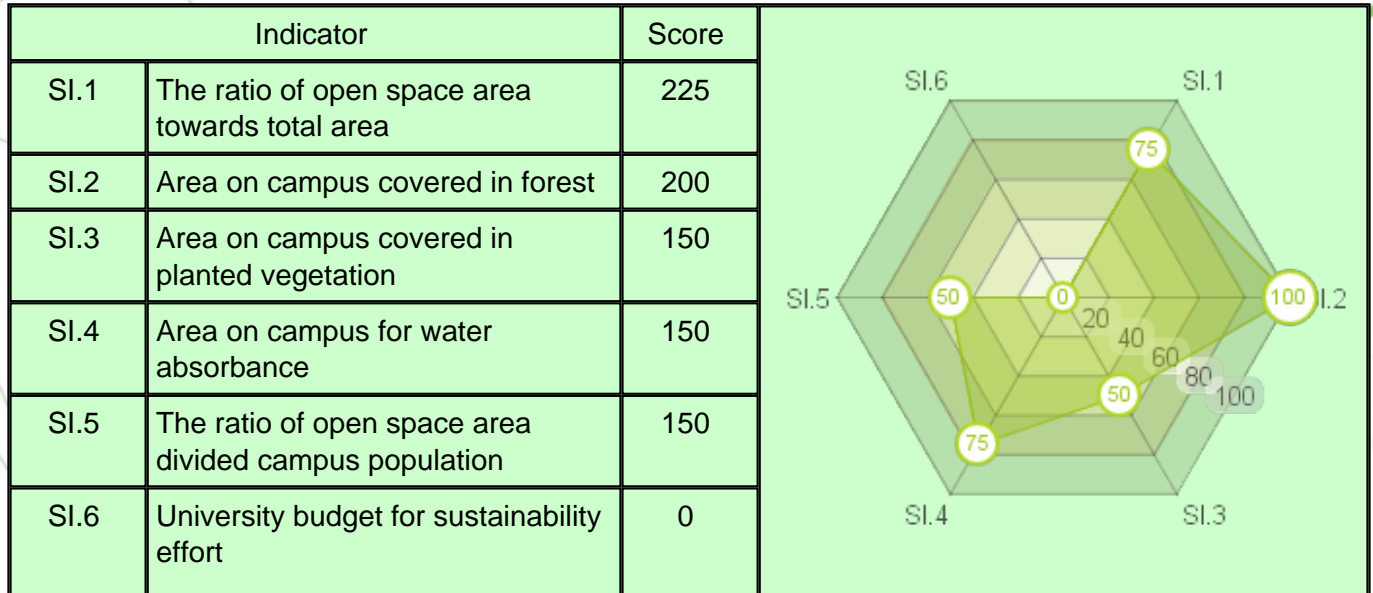 Indicator Score
SI.1 The ratio of open space area 225
towards total area
SI.2 Area on campus covered in forest 200
SI.3 Area on campus covered in 150
planted vegetation
SI.4 Area on campus for water 150
absorbance
SI.5 The ratio of open space area 150
divided campus population
SI.6 University budget for sustainability 0
effort
SI.6 SI.1
75
SI.5 50 0 100 I.2
20
40
60
80
100
50
75
SI.4 SI.3